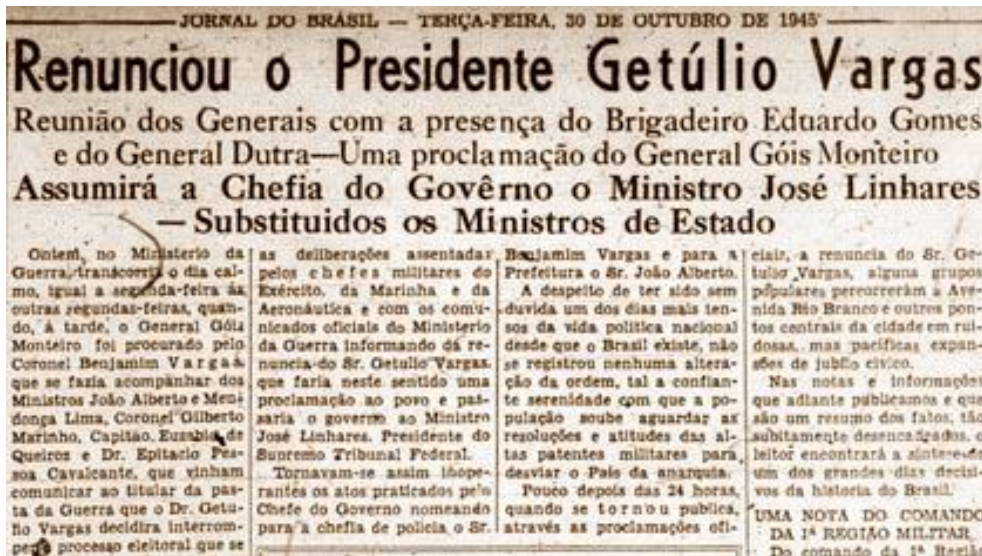 JORNAL DO BRASIL — TERÇA-FEIRA, 30 DE OUTUBRO DE 1945
Renunciou o Presidente Getúlio Vargas
Reunião dos Generais com a presença do Brigadeiro Eduardo Gomes
e do General Dutra—Uma proclamação do General Góis Monteiro
Assumirá a Chefia do Govêrno o Ministro José Linhares
—Substituidos os Ministros de Estado
Ontem, no Ministerio da
Guerra, transcorria o dia cal-
mo, igual a segunda-feira ás
outras segundas-feiras, quan-
do, á tarde, o General Góis
Monteiro foi procurado pelo
Coronel Benjamim Vargas,
que se fazia acompanhar dos
Ministros João Alberto e Men-
donça Lima, Coronel Gilberto
Marinho, Capitão Euzebio de
Queiros e Dr. Epitacio Pes-
soa Cavalcante, que vinham
comunicar ao titular da pas-
ta da Guerra que o Dr. Getu-
lio Vargas decidira interrom-
per o processo eleitoral que se
as deliberações assentadas
pelos chefes militares do
Exército, da Marinha e da
Aeronáutica e com os comu-
nicados oficiais do Ministerio
da Guerra informando da re-
nuncia do Sr. Getulio Vargas,
que faria neste sentido uma
proclamação ao povo e pas-
saria o governo ao Ministro
José Linhares, Presidente do
Supremo Tribunal Federal.
Tornavam-se assim inope-
rantes os atos praticados pelo
Chefe do Governo nomeando
para a chefia de policia o Sr.
Benjamim Vargas e para a
Prefeitura o Sr. João Alberto.
A despeito de ter sido sem
duvida um dos dias mais ten-
sos da vida politica nacional
desde que o Brasil existe, não
se registrou nenhuma altera-
ção da ordem, tal a confian-
te serenidade com que a po-
pulação soube aguardar as
resoluções e atitudes das al-
tas patentes militares para
desviar o País da anarquia.
Pouco depois das 24 horas,
quando se tornou publica,
através as proclamações ofi-
ciais, a renuncia do Sr. Ge-
tulio Vargas, alguns grupos
populares percorreram a Ave-
nida Rio Branco e outros pon-
tos centrais da cidade em rui-
dosas, mas pacificas expan-
sões de jubilo civico.
Nas notas e informações
que adiante publicamos e que
são um resumo dos fatos, tão
subitamente desencadeados, o
leitor encontrará a sintese de
um dos grandes dias decisi-
vos da historia do Brasil.
UMA NOTA DO COMANDO
DA 1ª REGIÃO MILITAR
Do comando da Região